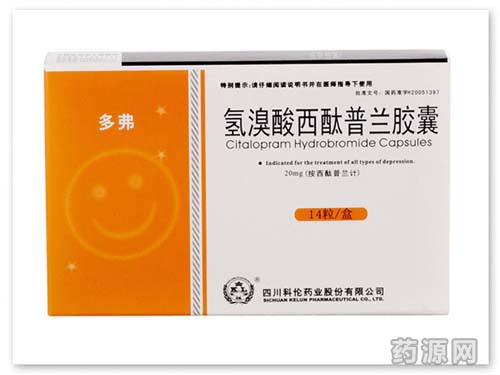 特别提示:请仔细阅读说明书并在医师指导下使用
批准文号:国药准字H20051397
多弗
氢溴酸西酞普兰胶囊
Citalopram Hydrobromide Capsules
Indicated for the treatment of all types of depression.
20mg(按西酞普兰计)
14粒/盒
四川科伦药业股份有限公司
SICHUAN KELUN PHARMACEUTICAL CO., LTD.
药源网